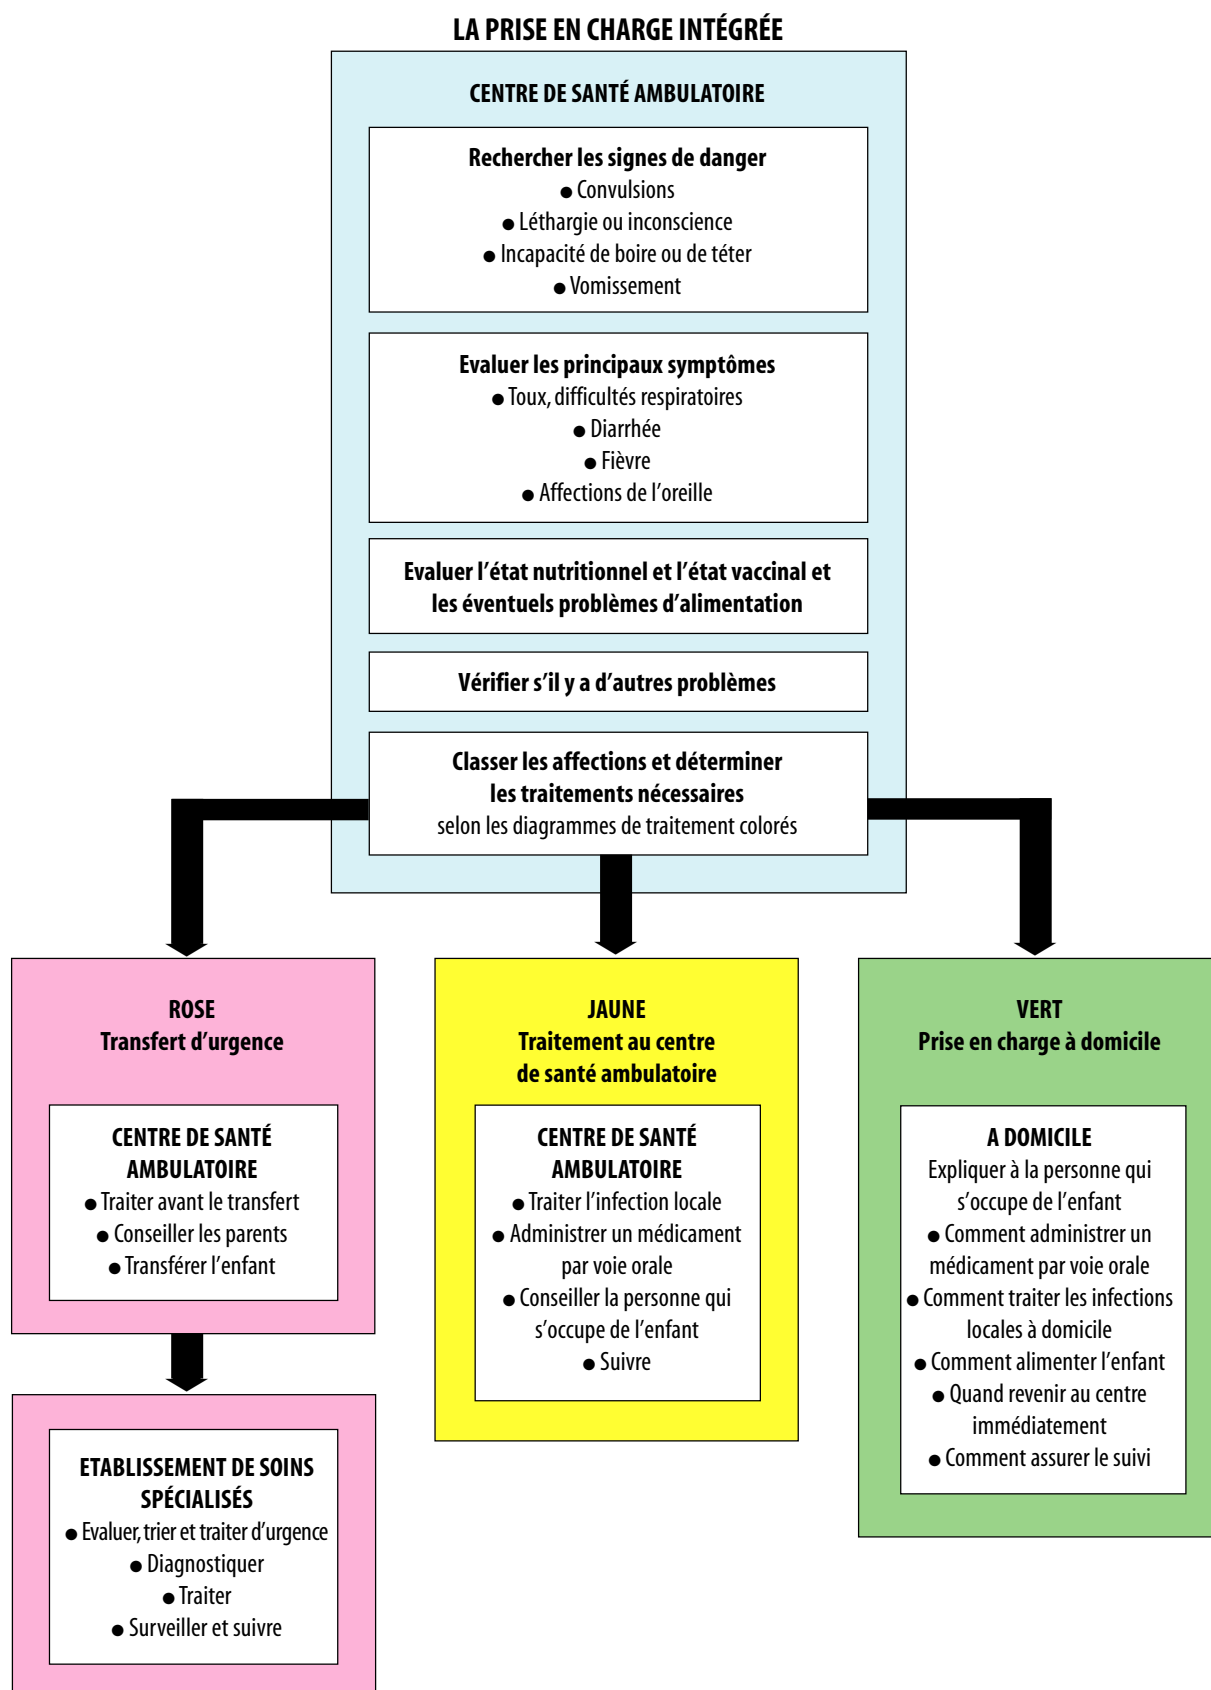 LA PRISE EN CHARGE INTÉGRÉE
CENTRE DE SANTÉ AMBULATOIRE
Rechercher les signes de danger
● Convulsions
● Léthargie ou inconscience
● Incapacité de boire ou de téter
● Vomissement
Evaluer les principaux symptômes
● Toux, difficultés respiratoires
● Diarrhée
● Fièvre
● Affections de l’oreille
Evaluer l’état nutritionnel et l’état vaccinal et
les éventuels problèmes d’alimentation
Vérifier s’il y a d’autres problèmes
Classer les affections et déterminer
les traitements nécessaires
selon les diagrammes de traitement colorés
ROSE
Transfert d’urgence
CENTRE DE SANTÉ
AMBULATOIRE
● Traiter avant le transfert
● Conseiller les parents
● Transférer l’enfant
ETABLISSEMENT DE SOINS
SPÉCIALISÉS
● Evaluer, trier et traiter d’urgence
● Diagnostiquer
● Traiter
● Surveiller et suivre
JAUNE
Traitement au centre
de santé ambulatoire
CENTRE DE SANTÉ
AMBULATOIRE
● Traiter l’infection locale
● Administrer un médicament
par voie orale
● Conseiller la personne qui
s’occupe de l’enfant
● Suivre
VERT
Prise en charge à domicile
A DOMICILE
Expliquer à la personne qui
s’occupe de l’enfant
● Comment administrer un
médicament par voie orale
● Comment traiter les infections
locales à domicile
● Comment alimenter l’enfant
● Quand revenir au centre
immédiatement
● Comment assurer le suivi